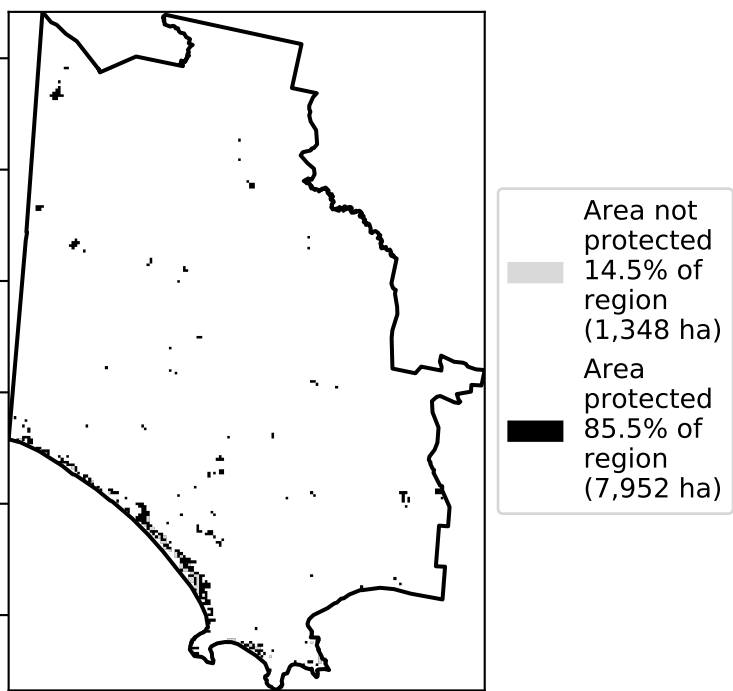 Area not
protected
14.5% of
region
(1,348 ha)
Area
protected
85.5% of
region
(7,952 ha)